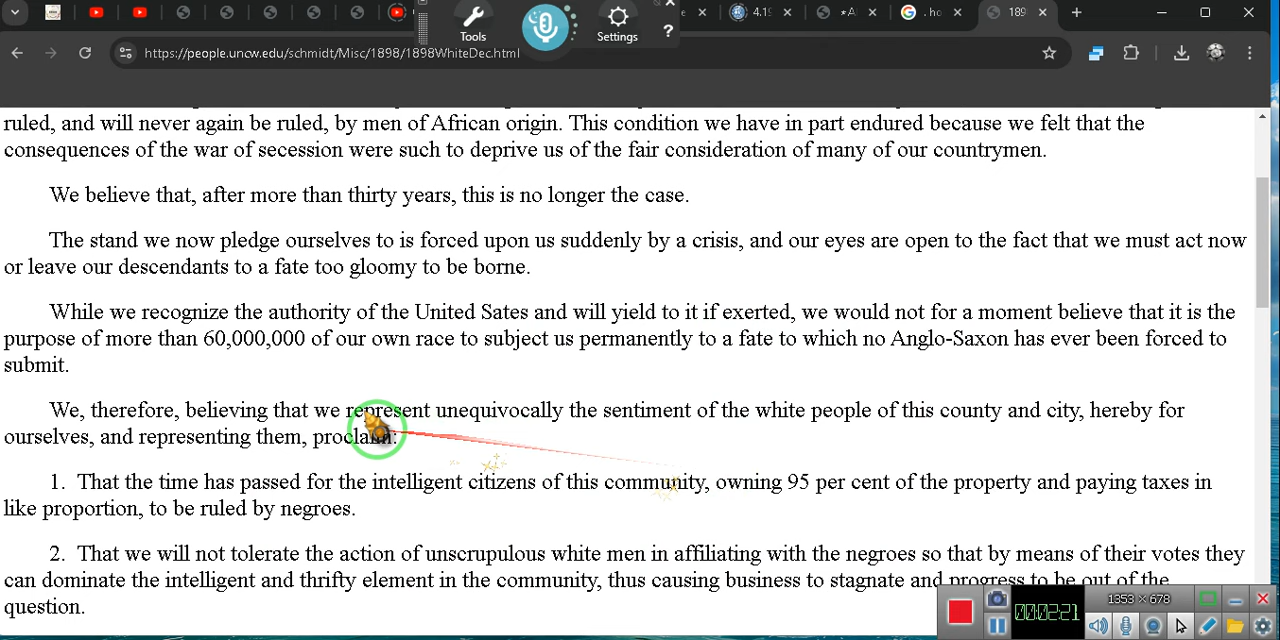 4.19
*A
. ho
189
Tools
Settings
?
https://people.uncw.edu/schmidt/Misc/1898/1898WhiteDec.html
ruled, and will never again be ruled, by men of African origin. This condition we have in part endured because we felt that the
consequences of the war of secession were such to deprive us of the fair consideration of many of our countrymen.
We believe that, after more than thirty years, this is no longer the case.
The stand we now pledge ourselves to is forced upon us suddenly by a crisis, and our eyes are open to the fact that we must act now
or leave our descendants to a fate too gloomy to be borne.
While we recognize the authority of the United Sates and will yield to it if exerted, we would not for a moment believe that it is the
purpose of more than 60,000,000 of our own race to subject us permanently to a fate to which no Anglo-Saxon has ever been forced to
submit.
We, therefore, believing that we represent unequivocally the sentiment of the white people of this county and city, hereby for
ourselves, and representing them, proclaim:
1. That the time has passed for the intelligent citizens of this community, owning 95 per cent of the property and paying taxes in
like proportion, to be ruled by negroes.
2. That we will not tolerate the action of unscrupulous white men in affiliating with the negroes so that by means of their votes they
can dominate the intelligent and thrifty element in the community, thus causing business to stagnate and progress to be out of the
question.
1353 × 678
00:02:21